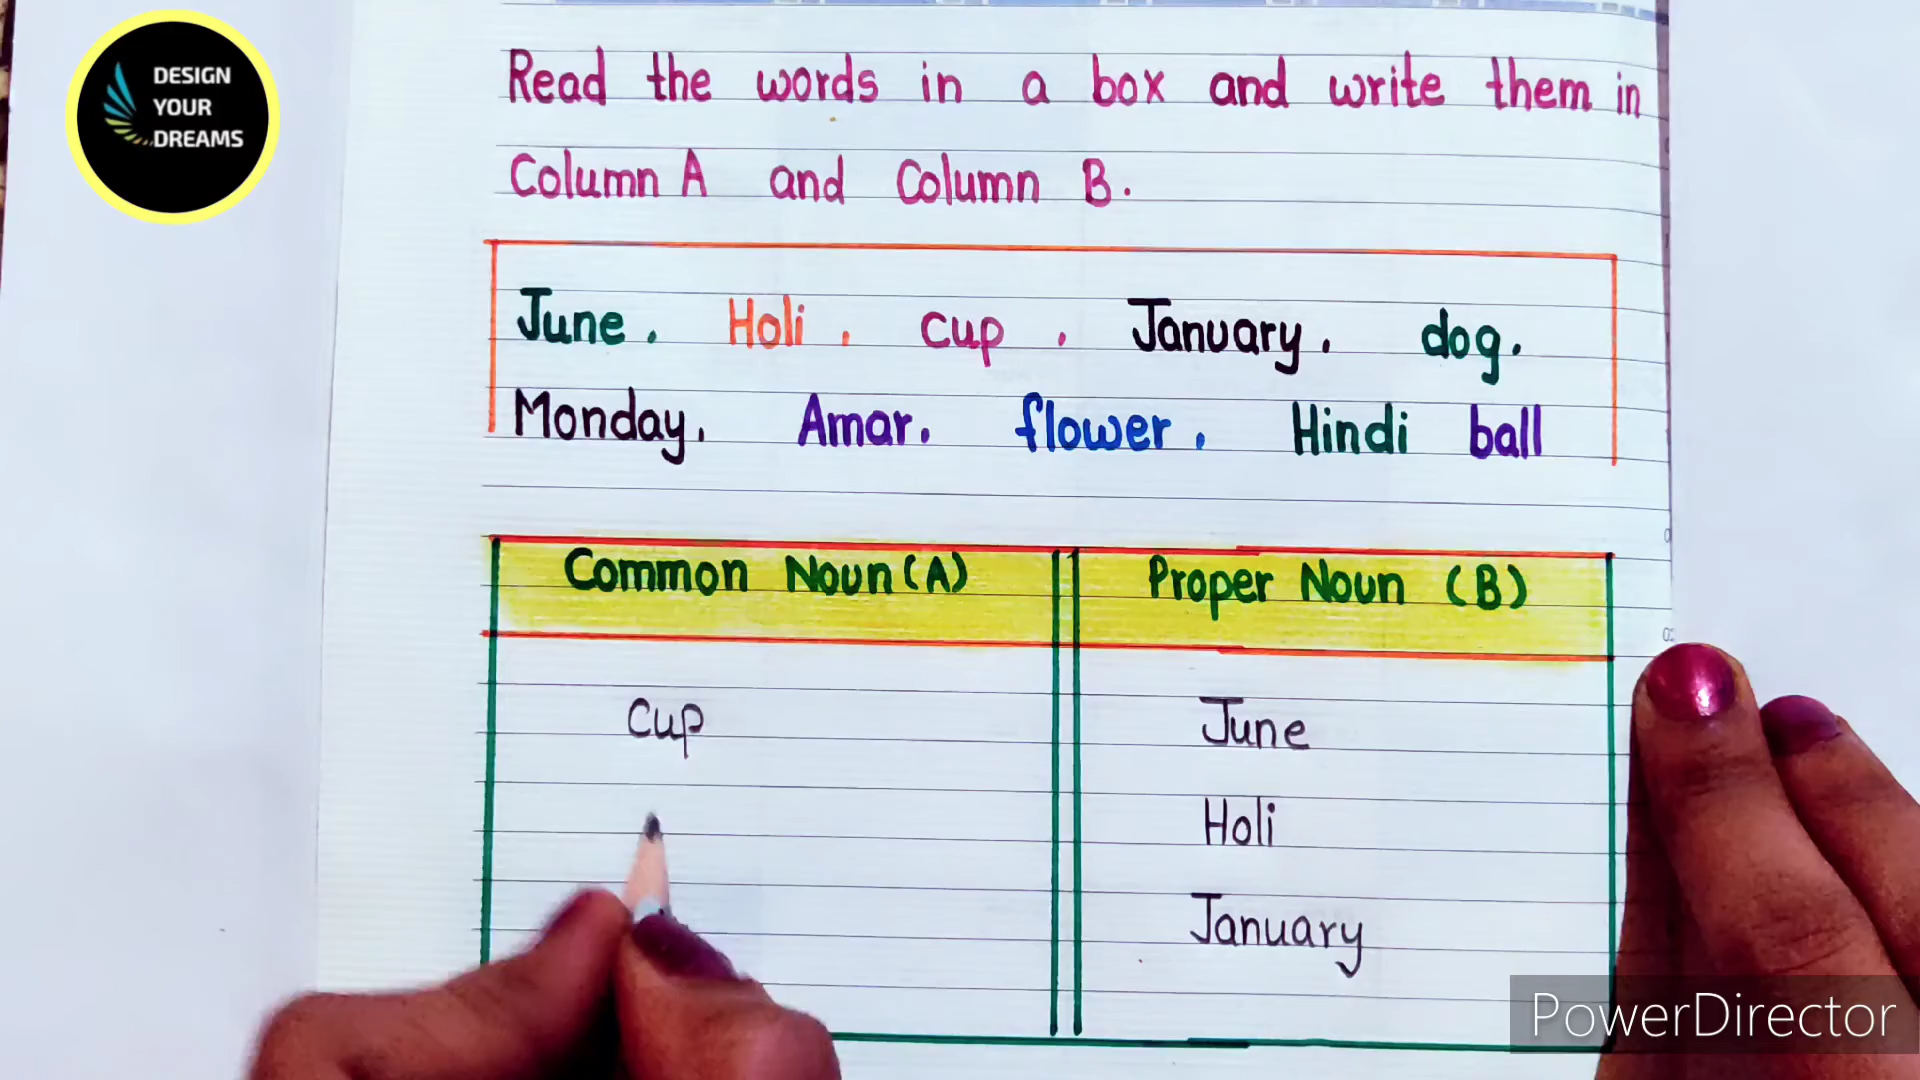 DESIGN
YOUR
DREAMS
Read the words in a box and write them in
Column A and Column B.
June, Holi, cup, January, dog,
Monday, Amar, flower, Hindi ball
Common Noun (A) Proper Noun (B)
Cup June
Holi
January
PowerDirector